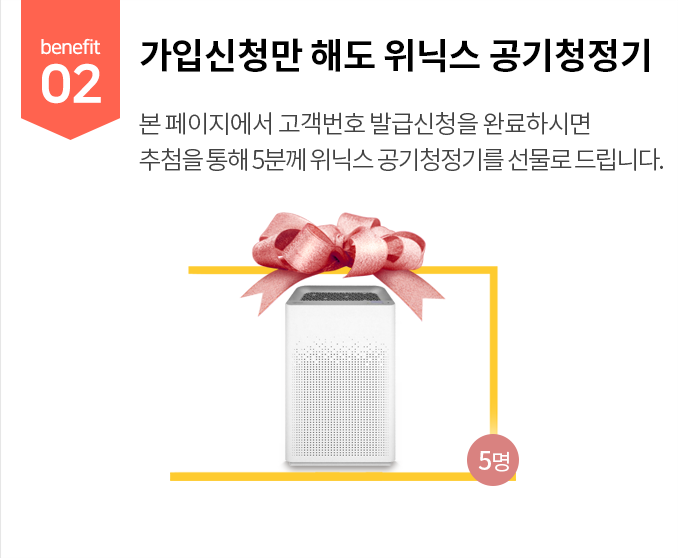 benefit
02
가입신청만 해도 위닉스 공기청정기
본 페이지에서 고객번호 발급신청을 완료하시면
추첨을 통해 5분께 위닉스 공기청정기를 선물로 드립니다.
5명